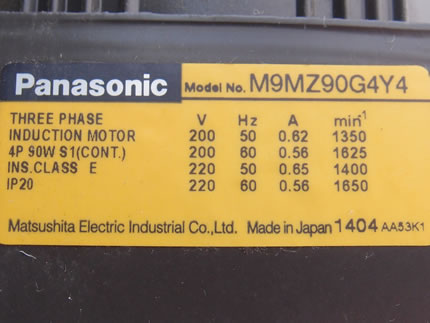 Panasonic Model No. M9MZ90G4Y4
THREE PHASE V Hz A min⁻¹
INDUCTION MOTOR 200 50 0.62 1350
4P 90W S1(CONT.) 200 60 0.56 1625
INS.CLASS E 220 50 0.65 1400
IP20 220 60 0.56 1650
Matsushita Electric Industrial Co.,Ltd. Made in Japan 1404 AA53K1